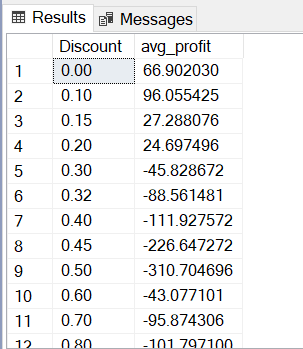 Results Messages
Discount avg_profit
1 0.00 66.902030
2 0.10 96.055425
3 0.15 27.288076
4 0.20 24.697496
5 0.30 -45.828672
6 0.32 -88.561481
7 0.40 -111.927572
8 0.45 -226.647272
9 0.50 -310.704696
10 0.60 -43.077101
11 0.70 -95.874306
12 0.80 -101.797100